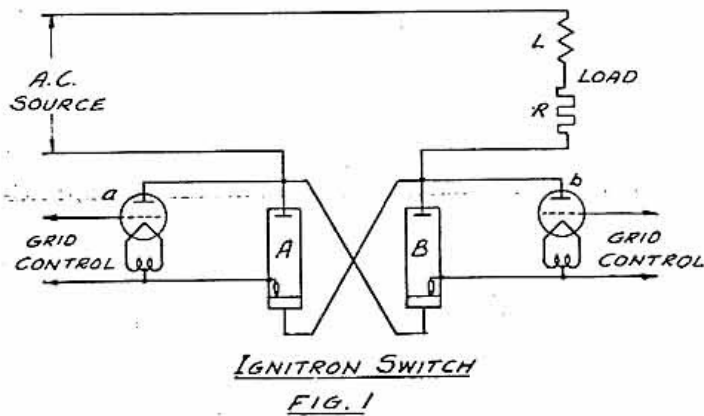 L
A.C.
SOURCE
LOAD
R
a
b
A
B
GRID
CONTROL
GRID
CONTROL
IGNITRON SWITCH
FIG. 1